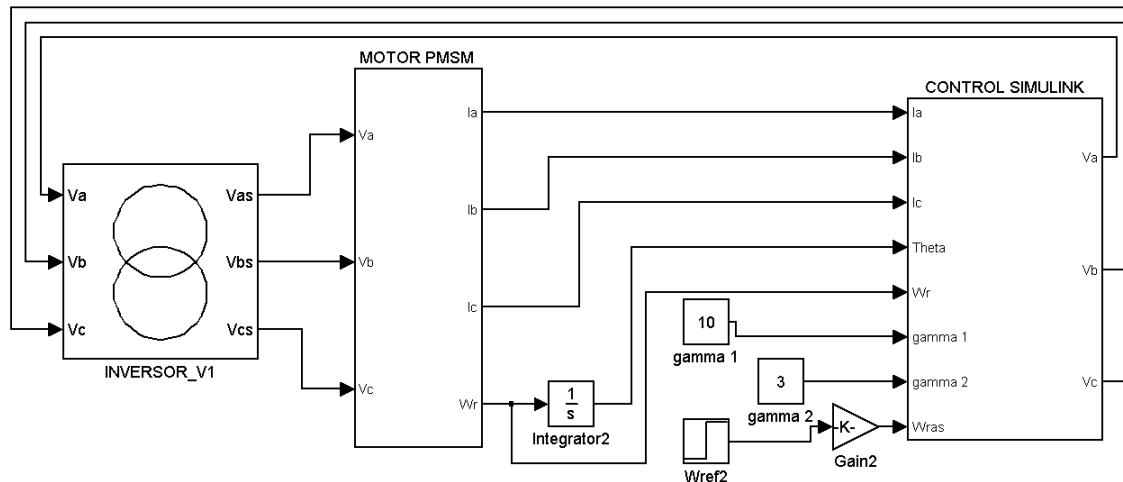 MOTOR PMSM
CONTROL SIMULINK
Va
Vb
Vc
Vas
Vbs
Vcs
INVERSOR_V1
Va
Vb
Vc
Ia
Ib
Ic
Wr
1
s
Integrator2
10
gamma 1
3
gamma 2
Wref2
-K-
Gain2
Ia
Ib
Ic
Theta
Wr
gamma 1
gamma 2
Wras
Va
Vb
Vc